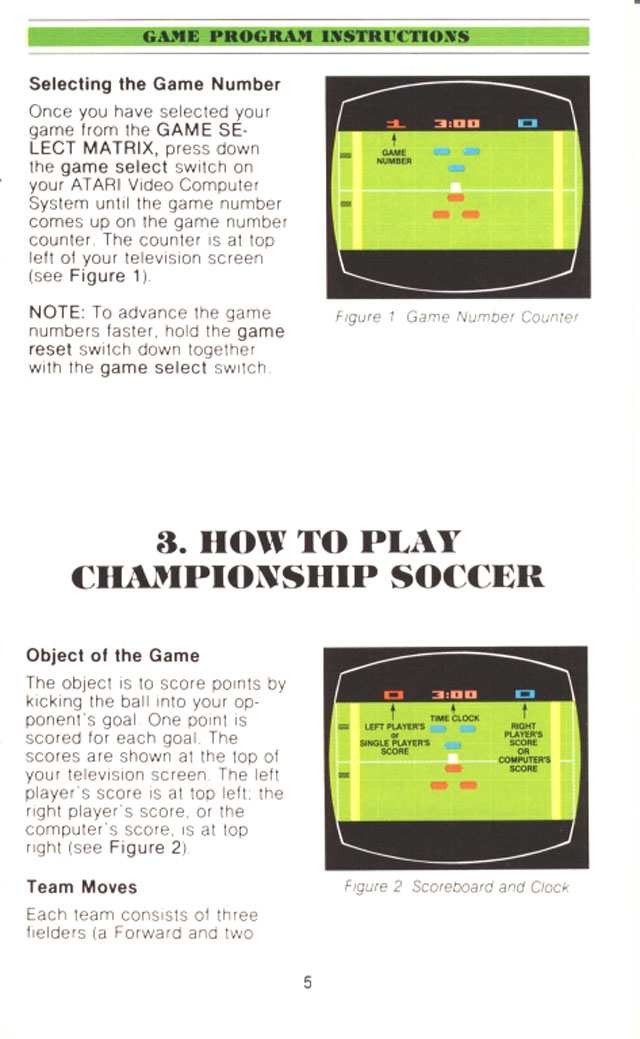 GAME PROGRAM INSTRUCTIONS
Selecting the Game Number
Once you have selected your
game from the GAME SE-
LECT MATRIX, press down
the game select switch on
your ATARI Video Computer
System until the game number
comes up on the game number
counter. The counter is at top
left of your television screen
(see Figure 1).
NOTE: To advance the game
numbers faster, hold the game
reset switch down together
with the game select switch.
1 3:00 0
GAME
NUMBER
Figure 1 Game Number Counter
3. HOW TO PLAY
CHAMPIONSHIP SOCCER
Object of the Game
The object is to score points by
kicking the ball into your op-
ponent's goal. One point is
scored for each goal. The
scores are shown at the top of
your television screen. The left
player's score is at top left; the
right player's score, or the
computer's score, is at top
right (see Figure 2).
Team Moves
Each team consists of three
fielders (a Forward and two
0 3:00 0
LEFT PLAYER'S
or
SINGLE PLAYER'S
SCORE
TIME CLOCK
RIGHT
PLAYER'S
SCORE
OR
COMPUTER'S
SCORE
Figure 2 Scoreboard and Clock
5